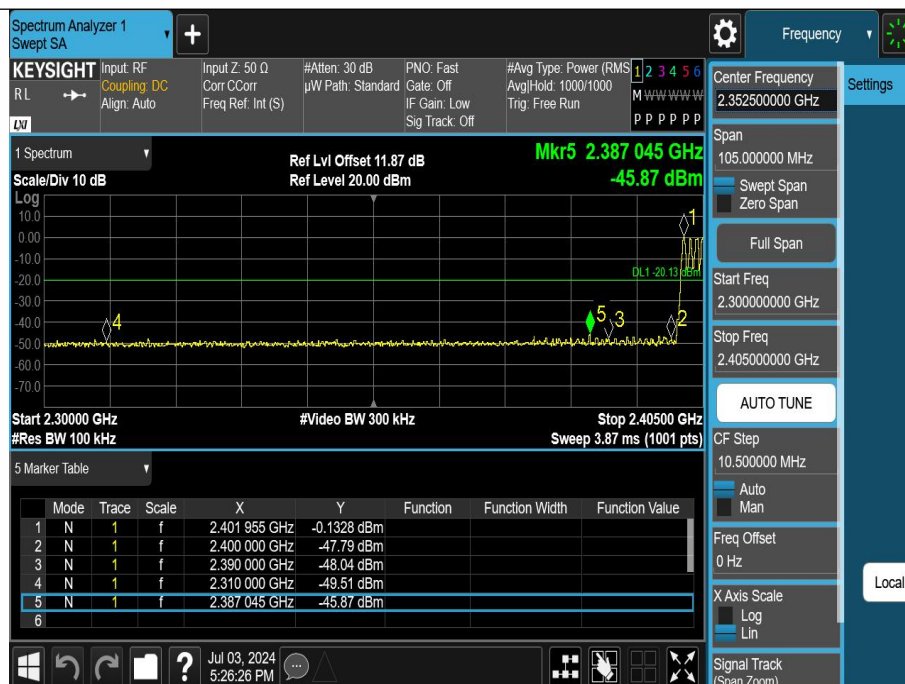 Spectrum Analyzer 1
Swept SA
Frequency
KEYSIGHT
RL
LXI
Input: RF
Coupling: DC
Align: Auto
Input Z: 50 Ω
Corr CCorr
Freq Ref: Int (S)
#Atten: 30 dB
µW Path: Standard
PNO: Fast
Gate: Off
IF Gain: Low
Sig Track: Off
#Avg Type: Power (RMS
Avg|Hold: 1000/1000
Trig: Free Run
1 2 3 4 5 6
M W W W W W
P P P P P P
1 Spectrum
Scale/Div 10 dB
Ref Lvl Offset 11.87 dB
Ref Level 20.00 dBm
Mkr5 2.387 045 GHz
-45.87 dBm
Log
10.0
0.00
-10.0
-20.0
-30.0
-40.0
-50.0
-60.0
-70.0
1
DL1 -20.13 dBm
4
5
3
2
Start 2.30000 GHz
#Video BW 300 kHz
Stop 2.40500 GHz
#Res BW 100 kHz
Sweep 3.87 ms (1001 pts)
5 Marker Table
Mode Trace Scale X Y Function Function Width Function Value
1 N 1 f 2.401 955 GHz -0.1328 dBm
2 N 1 f 2.400 000 GHz -47.79 dBm
3 N 1 f 2.390 000 GHz -48.04 dBm
4 N 1 f 2.310 000 GHz -49.51 dBm
5 N 1 f 2.387 045 GHz -45.87 dBm
6
?
Jul 03, 2024
5:26:26 PM
Center Frequency
2.352500000 GHz
Settings
Span
105.000000 MHz
Swept Span
Zero Span
Full Span
Start Freq
2.300000000 GHz
Stop Freq
2.405000000 GHz
AUTO TUNE
CF Step
10.500000 MHz
Auto
Man
Freq Offset
0 Hz
Local
X Axis Scale
Log
Lin
Signal Track
(Span Zoom)